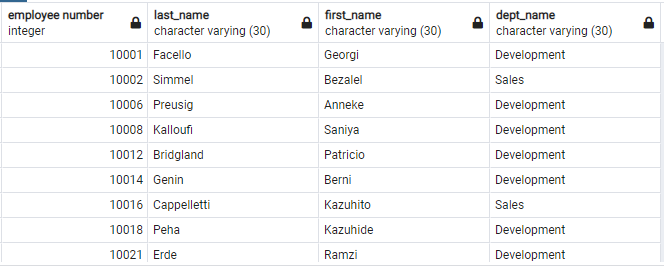 employee number last_name first_name dept_name
integer character varying (30) character varying (30) character varying (30)
10001 Facello Georgi Development
10002 Simmel Bezalel Sales
10006 Preusig Anneke Development
10008 Kalloufi Saniya Development
10012 Bridgland Patricio Development
10014 Genin Berni Development
10016 Cappelletti Kazuhito Sales
10018 Peha Kazuhide Development
10021 Erde Ramzi Development